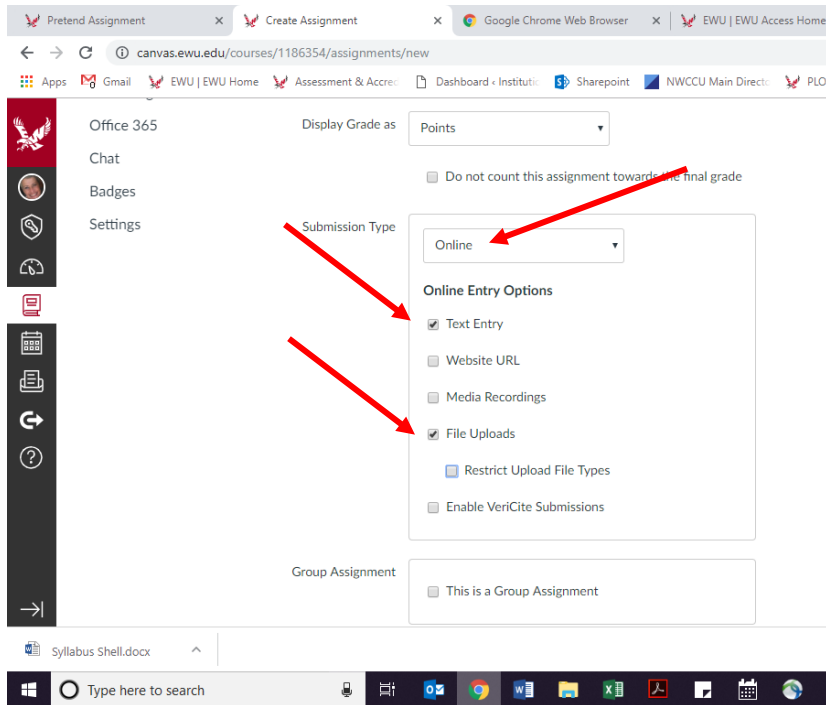 Pretend Assignment
Create Assignment
Google Chrome Web Browser
EWU | EWU Access Home
canvas.ewu.edu/courses/1186354/assignments/new
Apps
Gmail
EWU | EWU Home
Assessment & Accred
Dashboard ‹ Institutio
Sharepoint
NWCCU Main Directo
PLO
Office 365
Chat
Badges
Settings
Display Grade as
Points
Do not count this assignment towards the final grade
Submission Type
Online
Online Entry Options
Text Entry
Website URL
Media Recordings
File Uploads
Restrict Upload File Types
Enable VeriCite Submissions
Group Assignment
This is a Group Assignment
Syllabus Shell.docx
Type here to search